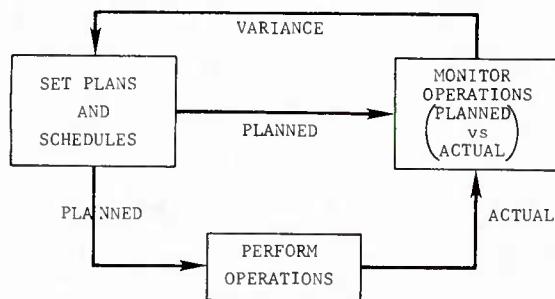 VARIANCE
SET PLANS
AND
SCHEDULES
PLANNED
MONITOR
OPERATIONS
(PLANNED
vs
ACTUAL)
PLANNED
ACTUAL
PERFORM
OPERATIONS